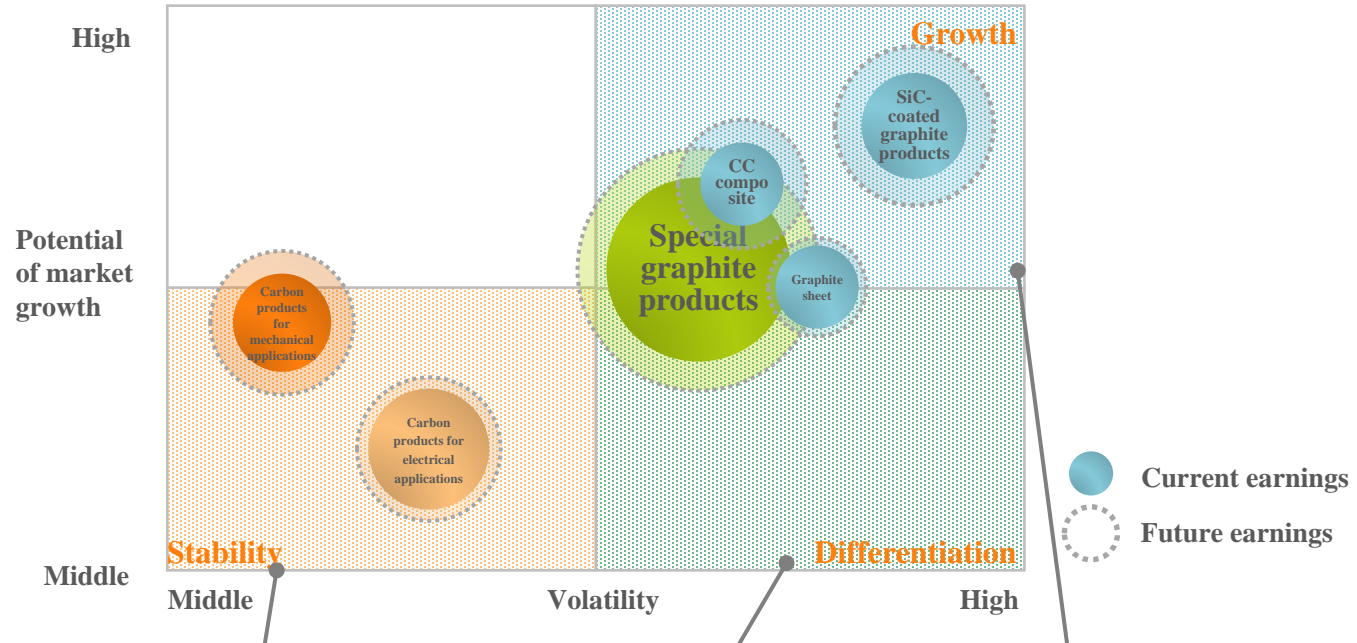 High
Growth
SiC-
coated
graphite
products
CC
compo
site
Potential
of market
growth
Special
graphite
products
Graphite
sheet
Carbon
products
for
mechanical
applications
Carbon
products for
electrical
applications
Current earnings
Future earnings
Stability
Differentiation
Middle
Middle
Volatility
High